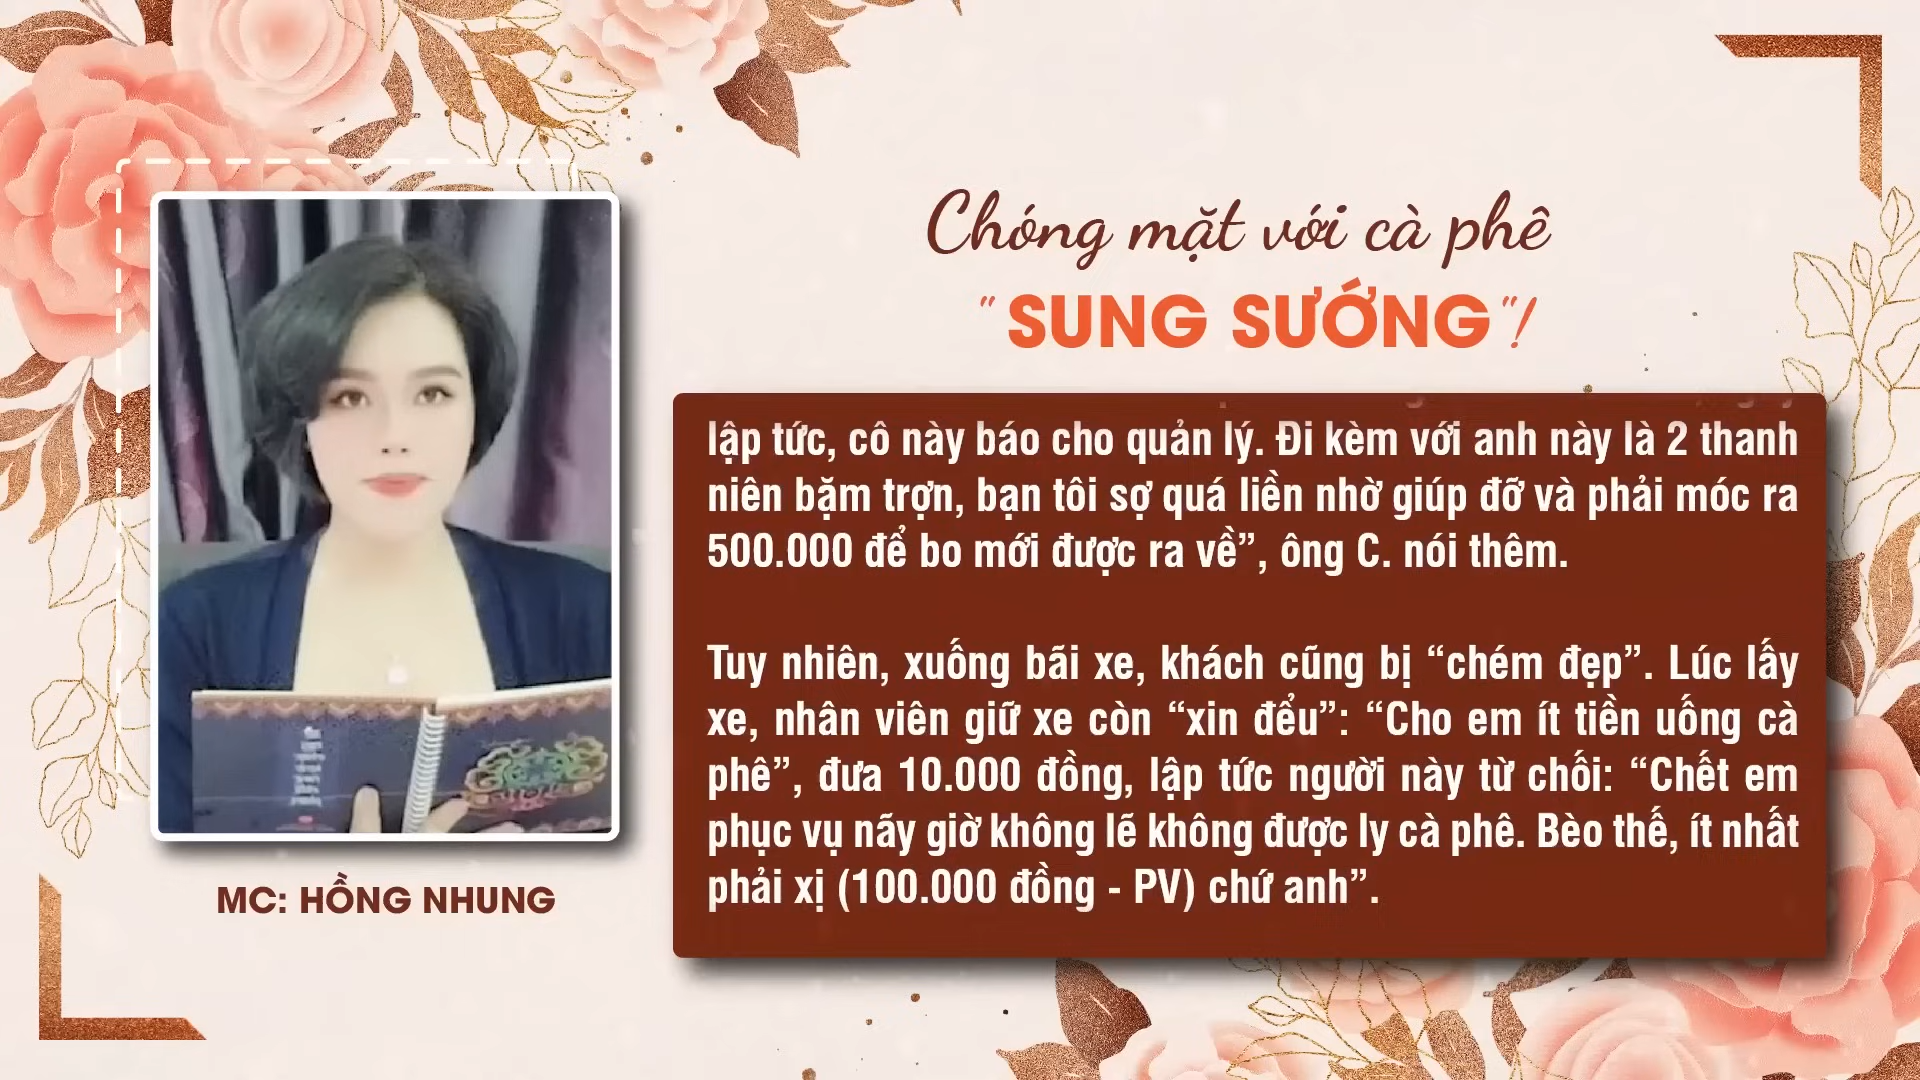 Chóng mặt với cà phê
"SUNG SƯỚNG"!
lập tức, cô này báo cho quản lý. Đi kèm với anh này là 2 thanh
niên bặm trợn, bạn tôi sợ quá liền nhờ giúp đỡ và phải móc ra
500.000 để bo mới được ra về”, ông C. nói thêm.
Tuy nhiên, xuống bãi xe, khách cũng bị “chém đẹp”. Lúc lấy
xe, nhân viên giữ xe còn “xin đểu”: “Cho em ít tiền uống cà
phê”, đưa 10.000 đồng, lập tức người này từ chối: “Chết em
phục vụ nãy giờ không lẽ không được ly cà phê. Bèo thế, ít nhất
phải xị (100.000 đồng - PV) chứ anh”.
MC: HỒNG NHUNG